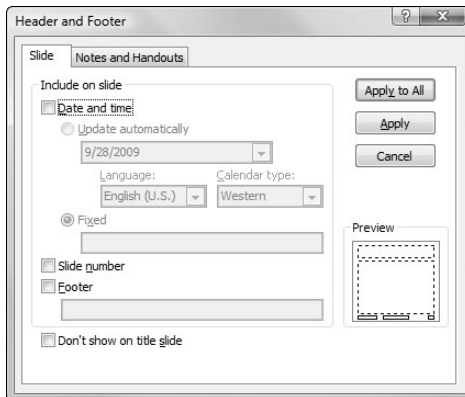 Header and Footer
Slide
Notes and Handouts
Include on slide
Date and time
Update automatically
9/28/2009
Language:
Calendar type:
English (U.S.)
Western
Fixed
Slide number
Footer
Don't show on title slide
Apply to All
Apply
Cancel
Preview